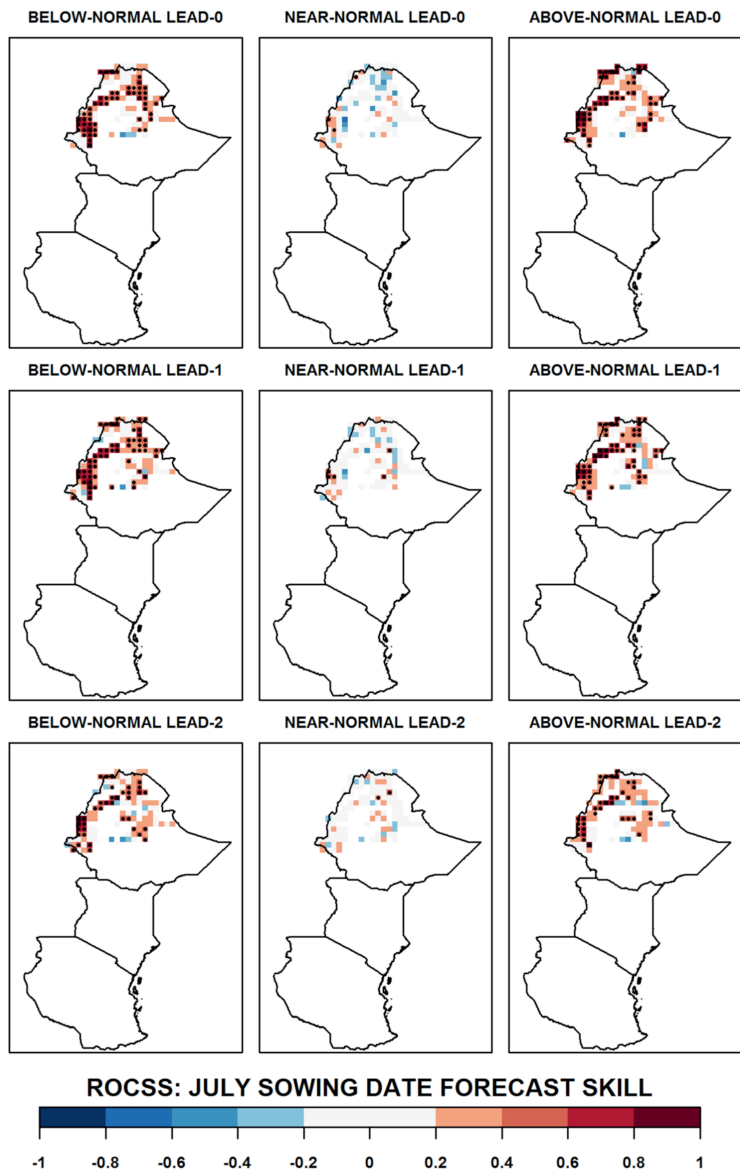 BELOW-NORMAL LEAD-0 NEAR-NORMAL LEAD-0 ABOVE-NORMAL LEAD-0
BELOW-NORMAL LEAD-1 NEAR-NORMAL LEAD-1 ABOVE-NORMAL LEAD-1
BELOW-NORMAL LEAD-2 NEAR-NORMAL LEAD-2 ABOVE-NORMAL LEAD-2
ROCSS: JULY SOWING DATE FORECAST SKILL
-1 -0.8 -0.6 -0.4 -0.2 0 0.2 0.4 0.6 0.8 1